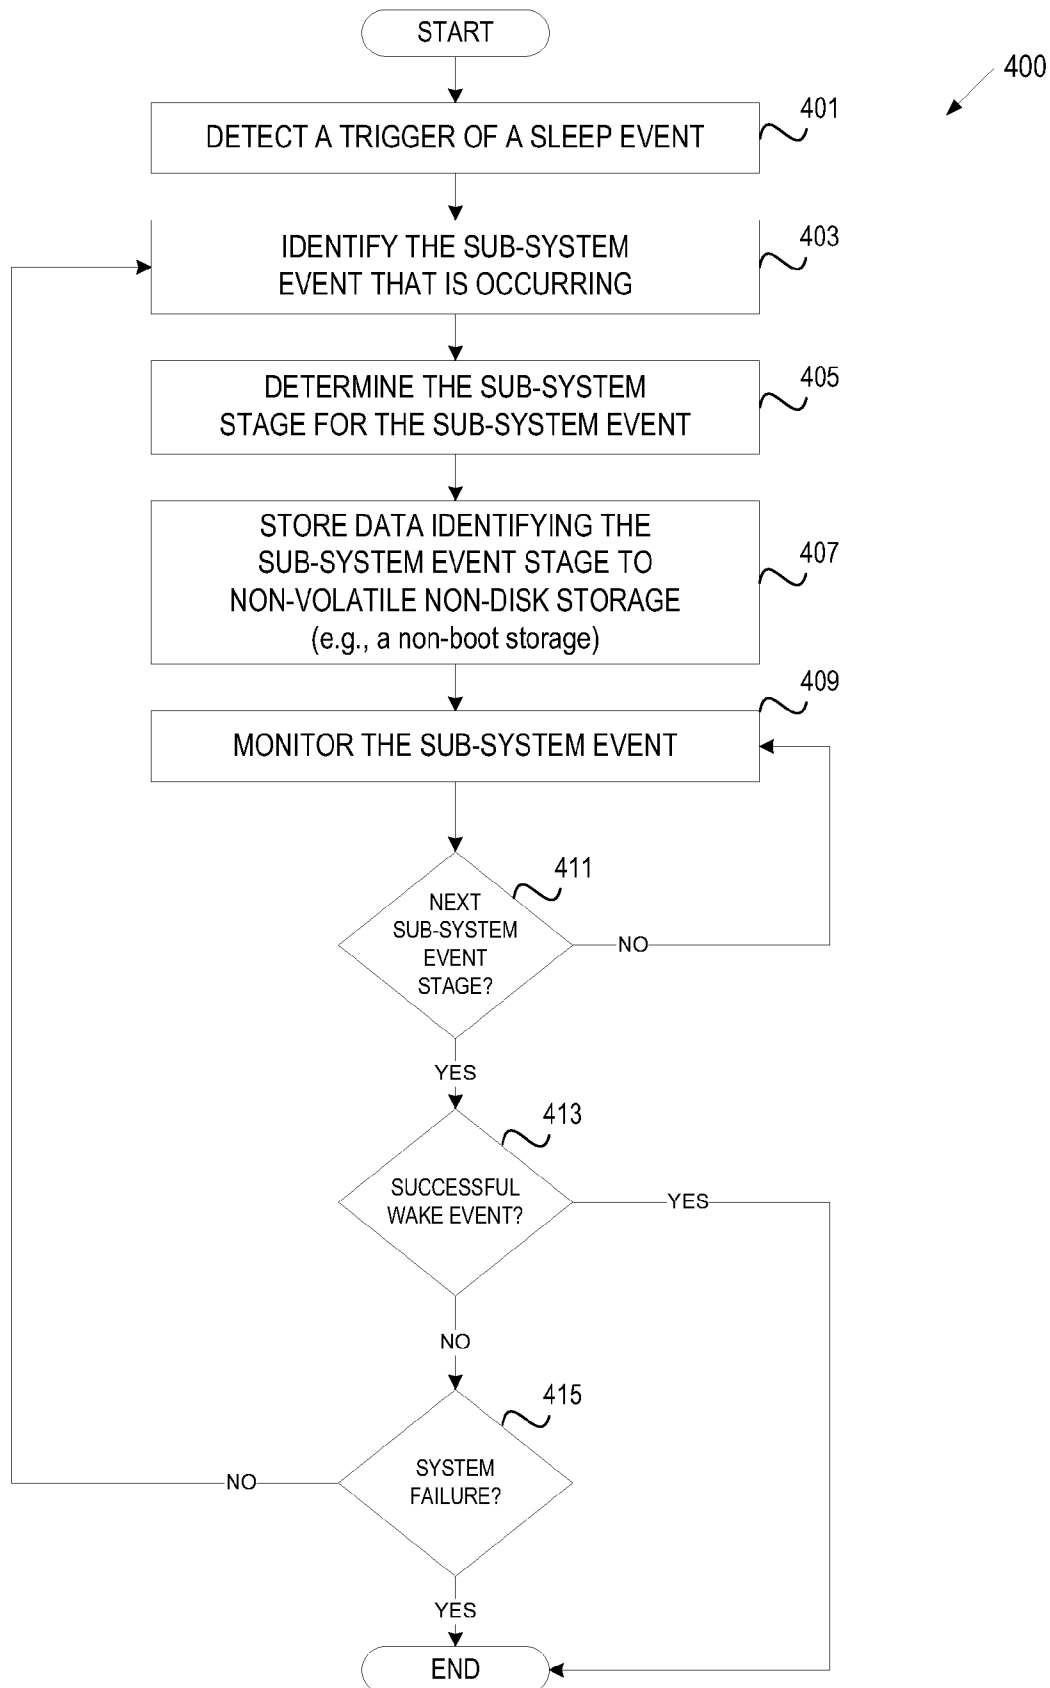 START
400
401
DETECT A TRIGGER OF A SLEEP EVENT
403
IDENTIFY THE SUB-SYSTEM
EVENT THAT IS OCCURRING
405
DETERMINE THE SUB-SYSTEM
STAGE FOR THE SUB-SYSTEM EVENT
407
STORE DATA IDENTIFYING THE
SUB-SYSTEM EVENT STAGE TO
NON-VOLATILE NON-DISK STORAGE
(e.g., a non-boot storage)
409
MONITOR THE SUB-SYSTEM EVENT
411
NEXT
SUB-SYSTEM
EVENT
STAGE?
NO
YES
413
SUCCESSFUL
WAKE EVENT?
YES
NO
415
SYSTEM
FAILURE?
NO
YES
END